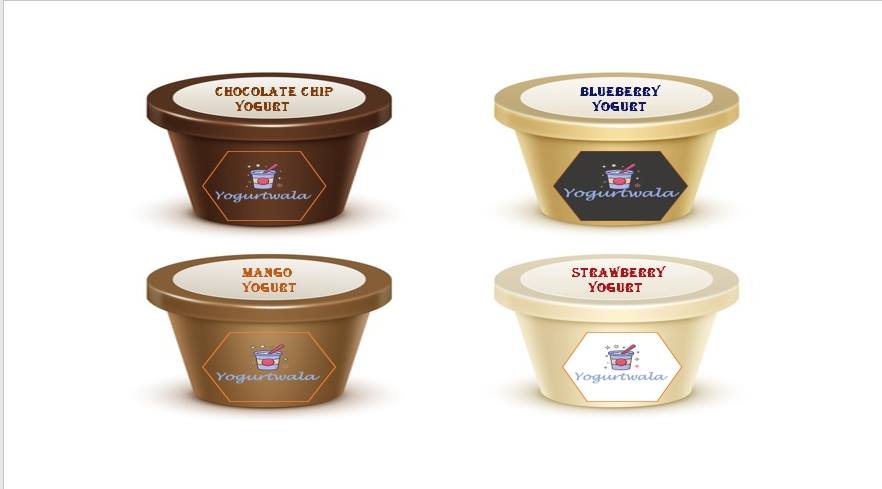 CHOCOLATE CHIP
YOGURT
Yogurtwala
BLUEBERRY
YOGURT
Yogurtwala
MANGO
YOGURT
Yogurtwala
STRAWBERRY
YOGURT
Yogurtwala